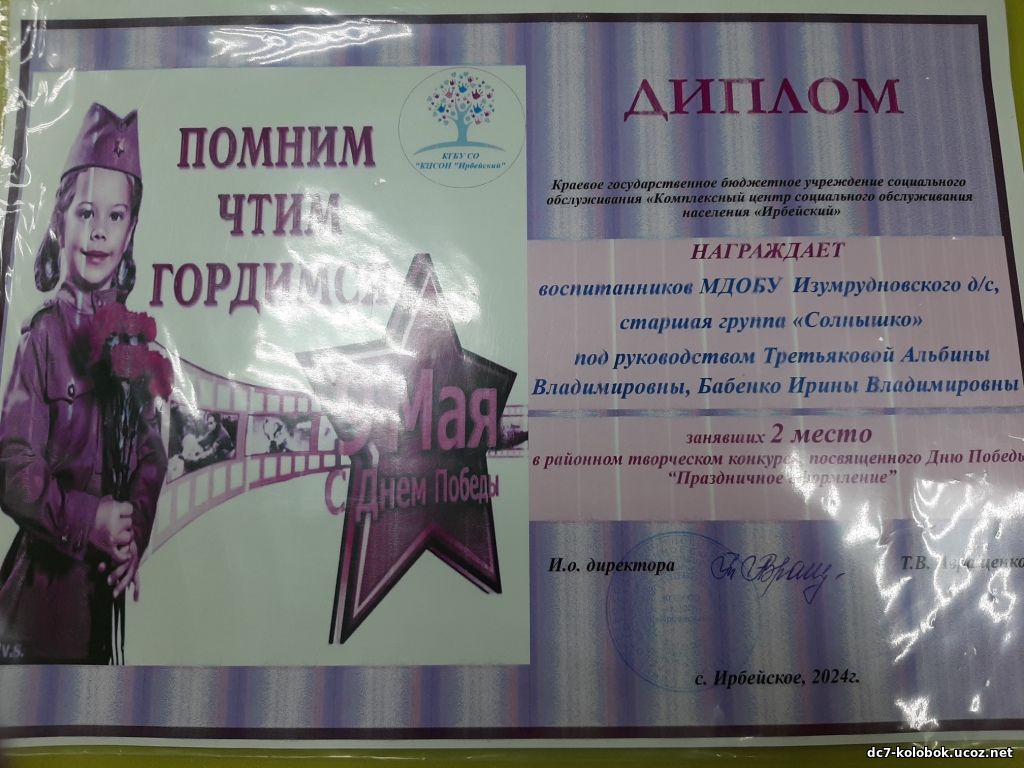 ПОМНИМ
ЧТИМ
ГОРДИМСЯ
КГБУ СО
"КЦСОН "Ирбейский"
9 Мая
С Днем Победы
v.s.
ДИПЛОМ
Краевое государственное бюджетное учреждение социального
обслуживания «Комплексный центр социального обслуживания
населения «Ирбейский»
НАГРАЖДАЕТ
воспитанников МДОБУ Изумрудновского д/с,
старшая группа «Солнышко»
под руководством Третьяковой Альбины
Владимировны, Бабенко Ирины Владимировны
занявших 2 место
в районном творческом конкурсе, посвященного Дню Победы
“Праздничное оформление”
И.о. директора
Т.В.
с. Ирбейское, 2024г.
dc7-kolobok.ucoz.net